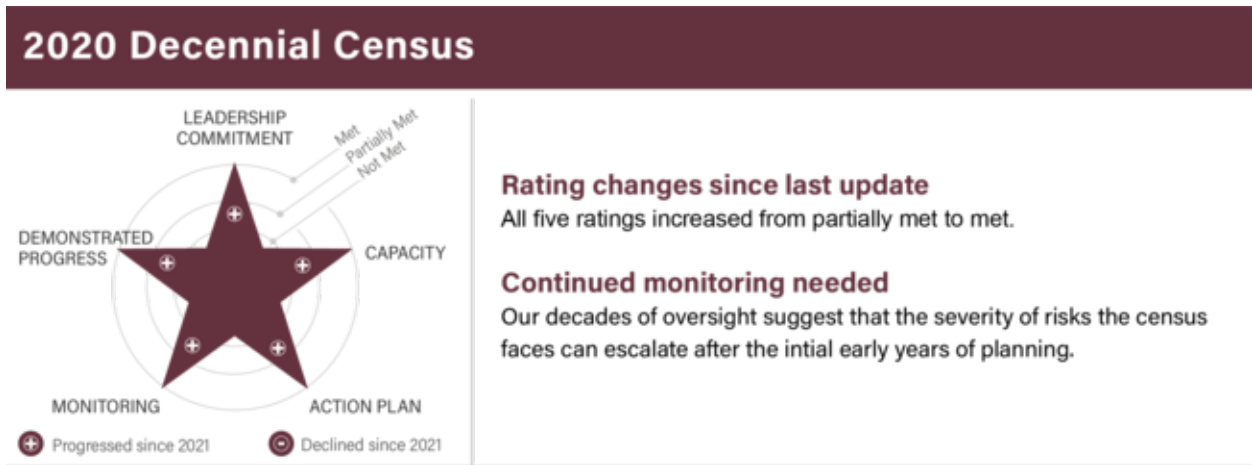 2020 Decennial Census
LEADERSHIP
COMMITMENT
Met
Partially Met
Not Met
DEMONSTRATED
PROGRESS
CAPACITY
MONITORING
ACTION PLAN
Progressed since 2021
Declined since 2021
Rating changes since last update
All five ratings increased from partially met to met.
Continued monitoring needed
Our decades of oversight suggest that the severity of risks the census
faces can escalate after the intial early years of planning.